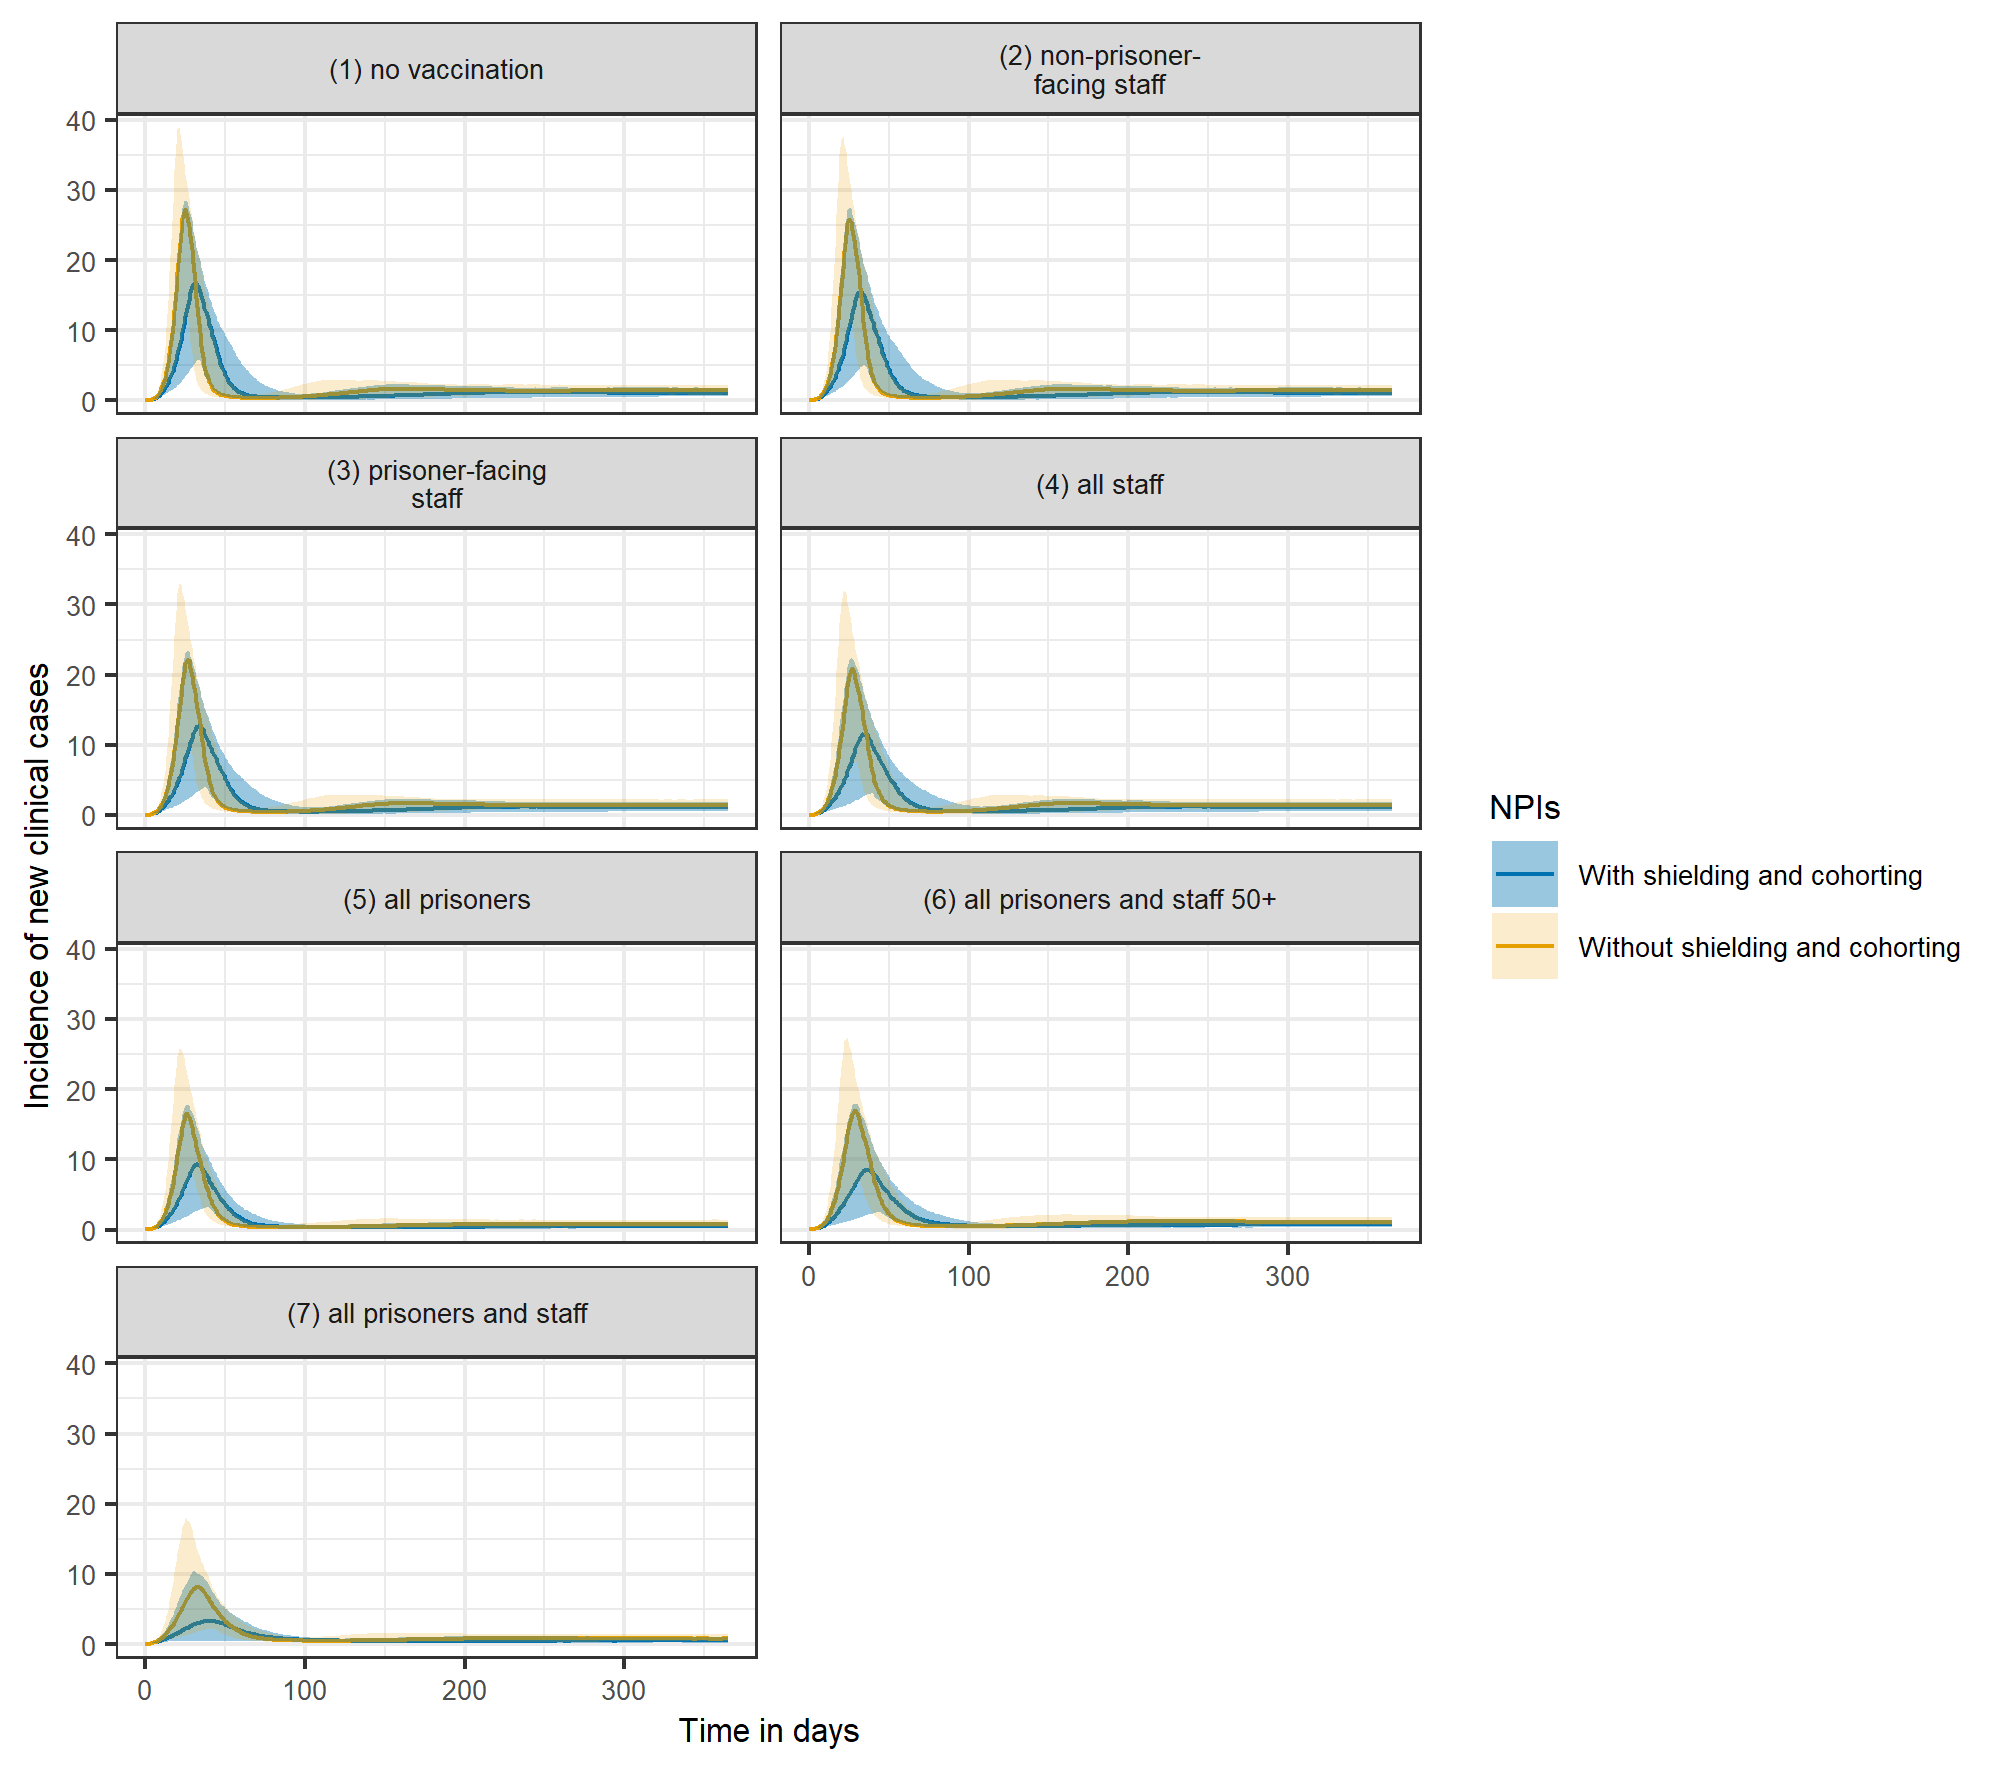 (1) no vaccination
(2) non-prisoner-
facing staff
40
30
20
10
0
(3) prisoner-facing
staff
(4) all staff
40
30
20
10
0
(5) all prisoners
(6) all prisoners and staff 50+
40
30
20
10
0
0 100 200 300
(7) all prisoners and staff
40
30
20
10
0
0 100 200 300
Time in days
Incidence of new clinical cases
NPIs
With shielding and cohorting
Without shielding and cohorting